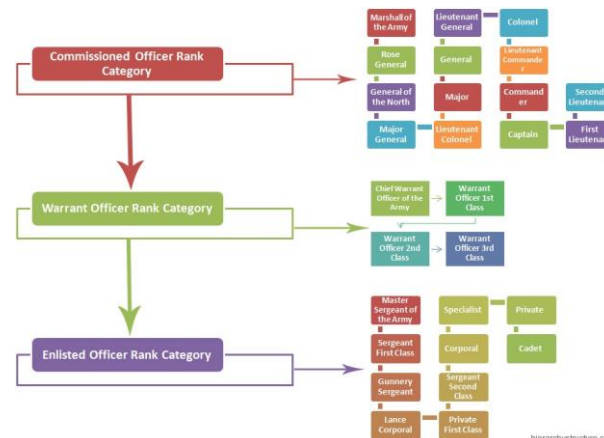 Commissioned Officer Rank
Category
Marshall of
the Army
Rose
General
General of
the North
Major
General
Lieutenant
Colonel
Major
General
Lieutenant
General
Colonel
Lieutenant
Commande
r
Command
er
Captain
First
Lieutenant
Second
Lieutenant
Warrant Officer Rank Category
Chief Warrant
Officer of the
Army
Warrant
Officer 1st
Class
Warrant
Officer 2nd
Class
Warrant
Officer 3rd
Class
Enlisted Officer Rank Category
Master
Sergeant of
the Army
Sergeant
First Class
Gunnery
Sergeant
Lance
Corporal
Private
First Class
Sergeant
Second
Class
Corporal
Specialist
Private
Cadet